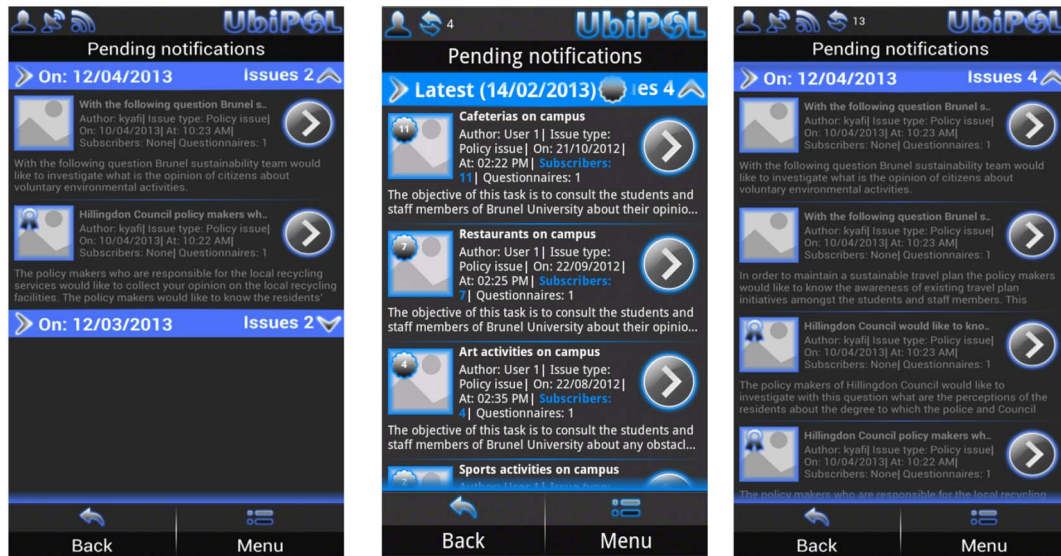 UbiPOL
Pending notifications
On: 12/04/2013 Issues 2
With the following question Brunel s..
Author: kyafi| Issue type: Policy issue|
On: 10/04/2013| At: 10:23 AM|
Subscribers: None| Questionnaires: 1
With the following question Brunel sustainability team would
like to investigate what is the opinion of citizens about
voluntary environmental activities.
Hillingdon Council policy makers wh..
Author: kyafi| Issue type: Policy issue|
On: 10/04/2013| At: 10:22 AM|
Subscribers: None| Questionnaires: 1
The policy makers who are responsible for the local recycling
services would like to collect your opinion on the local recycling
facilities. The policy makers would like to know the residents'
On: 12/03/2013 Issues 2
Back Menu
4 UbiPOL
Pending notifications
Latest (14/02/2013) es 4
Cafeterias on campus
11
Author: User 1| Issue type:
Policy issue| On: 21/10/2012|
At: 02:22 PM| Subscribers:
11| Questionnaires: 1
The objective of this task is to consult the students and
staff members of Brunel University about their opinio...
Restaurants on campus
7
Author: User 1| Issue type:
Policy issue| On: 22/09/2012|
At: 02:25 PM| Subscribers:
7| Questionnaires: 1
The objective of this task is to consult the students and
staff members of Brunel University about their opinio...
Art activities on campus
4
Author: User 1| Issue type:
Policy issue| On: 22/08/2012|
At: 02:35 PM| Subscribers:
4| Questionnaires: 1
The objective of this task is to consult the students and
staff members of Brunel University about any obstacl...
Sports activities on campus
2
Author: User 1| Issue type:
Back Menu
13 UbiPOL
Pending notifications
On: 12/04/2013 Issues 4
With the following question Brunel s..
Author: kyafi| Issue type: Policy issue|
On: 10/04/2013| At: 10:23 AM|
Subscribers: None| Questionnaires: 1
With the following question Brunel sustainability team would
like to investigate what is the opinion of citizens about
voluntary environmental activities.
With the following question Brunel s..
Author: kyafi| Issue type: Policy issue|
On: 10/04/2013| At: 10:23 AM|
Subscribers: None| Questionnaires: 1
In order to maintain a sustainable travel plan the policy makers
would like to know the awareness of existing travel plan
initiatives amongst the students and staff members. This
Hillingdon Council would like to kno..
Author: kyafi| Issue type: Policy issue|
On: 10/04/2013| At: 10:23 AM|
Subscribers: None| Questionnaires: 1
The policy makers of Hillingdon Council would like to
investigate with this question what are the perceptions of the
residents about the degree to which the police and Council
Hillingdon Council policy makers wh..
Author: kyafi| Issue type: Policy issue|
On: 10/04/2013| At: 10:22 AM|
Subscribers: None| Questionnaires: 1
The policy makers who are responsible for the local recycling
Back Menu